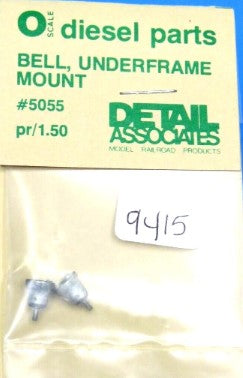 O SCALE diesel parts
BELL, UNDERFRAME
MOUNT
#5055
pr/1.50
DETAIL
ASSOCIATES
MODEL RAILROAD PRODUCTS
9415